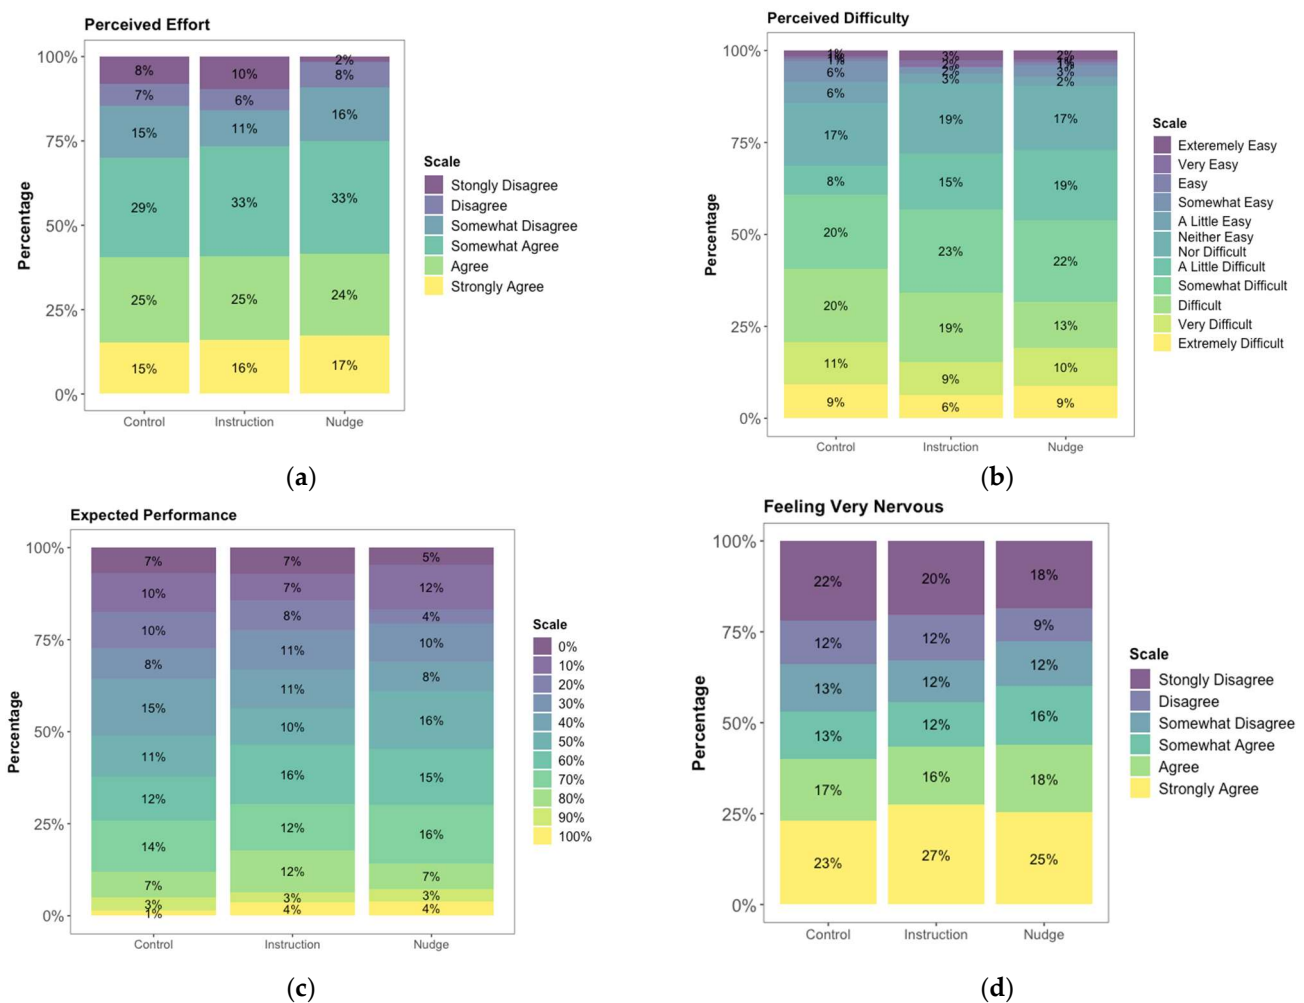 Perceived Effort
100%
75%
50%
25%
0%
Percentage
8%
7%
15%
29%
25%
15%
10%
6%
11%
33%
25%
16%
2%
8%
16%
33%
24%
17%
Control
Instruction
Nudge
Scale
Stongly Disagree
Disagree
Somewhat Disagree
Somewhat Agree
Agree
Strongly Agree
(a)
Perceived Difficulty
100%
75%
50%
25%
0%
Percentage
1%
1%
6%
6%
17%
8%
20%
20%
11%
9%
3%
2%
2%
3%
19%
15%
23%
19%
9%
6%
2%
1%
3%
2%
17%
19%
22%
13%
10%
9%
Control
Instruction
Nudge
Scale
Exteremely Easy
Very Easy
Easy
Somewhat Easy
A Little Easy
Neither Easy
Nor Difficult
A Little Difficult
Somewhat Difficult
Difficult
Very Difficult
Extremely Difficult
(b)
Expected Performance
100%
75%
50%
25%
0%
Percentage
7%
10%
10%
8%
15%
11%
12%
14%
7%
3%
1%
7%
7%
8%
11%
11%
10%
16%
12%
12%
3%
4%
5%
12%
4%
10%
8%
16%
15%
16%
7%
3%
4%
Control
Instruction
Nudge
Scale
0%
10%
20%
30%
40%
50%
60%
70%
80%
90%
100%
(c)
Feeling Very Nervous
100%
75%
50%
25%
0%
Percentage
22%
12%
13%
13%
17%
23%
20%
12%
12%
12%
16%
27%
18%
9%
12%
16%
18%
25%
Control
Instruction
Nudge
Scale
Stongly Disagree
Disagree
Somewhat Disagree
Somewhat Agree
Agree
Strongly Agree
(d)